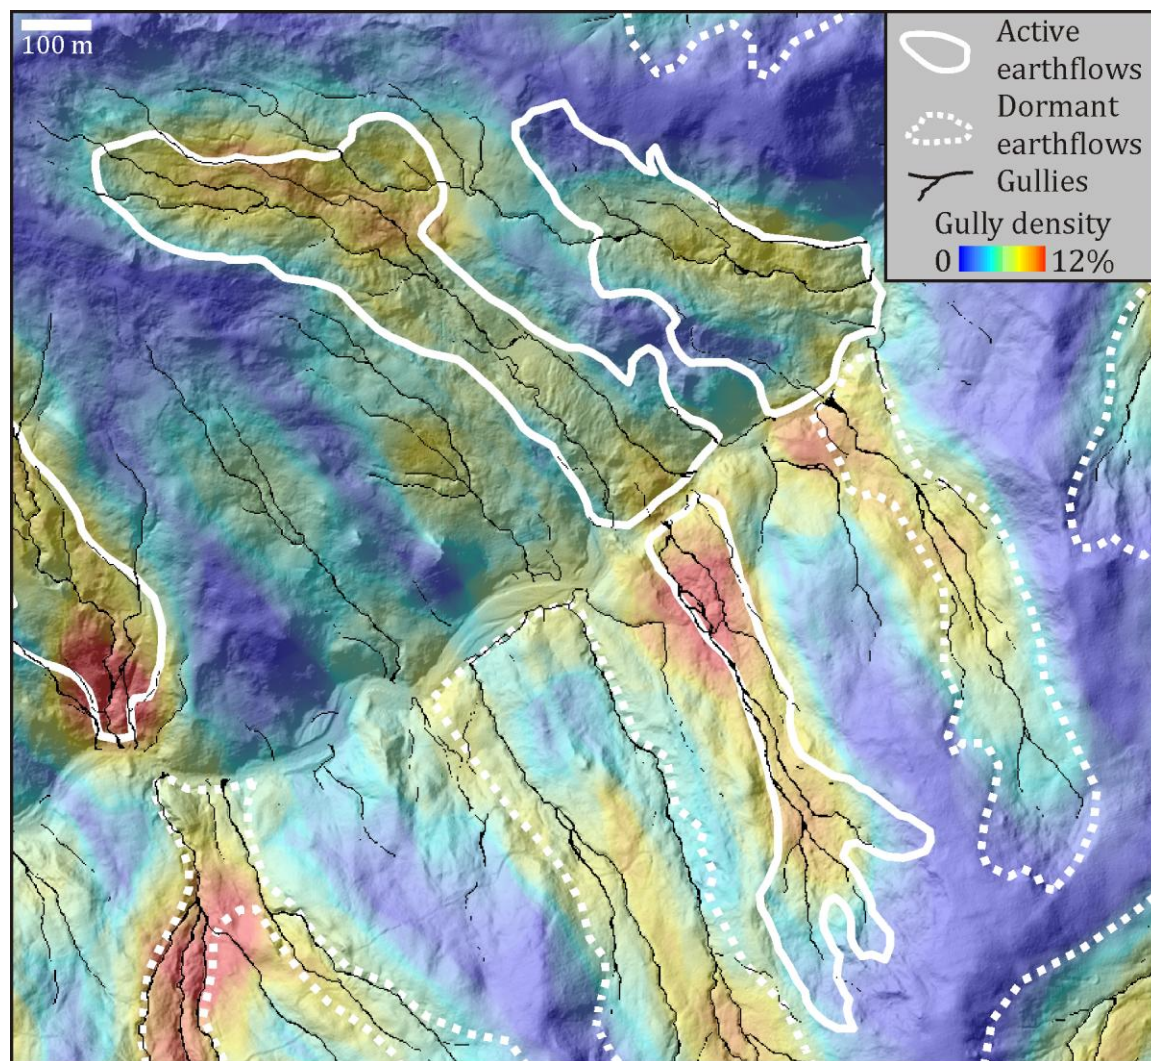 100 m
Active
earthflows
Dormant
earthflows
Gullies
Gully density
0 12%